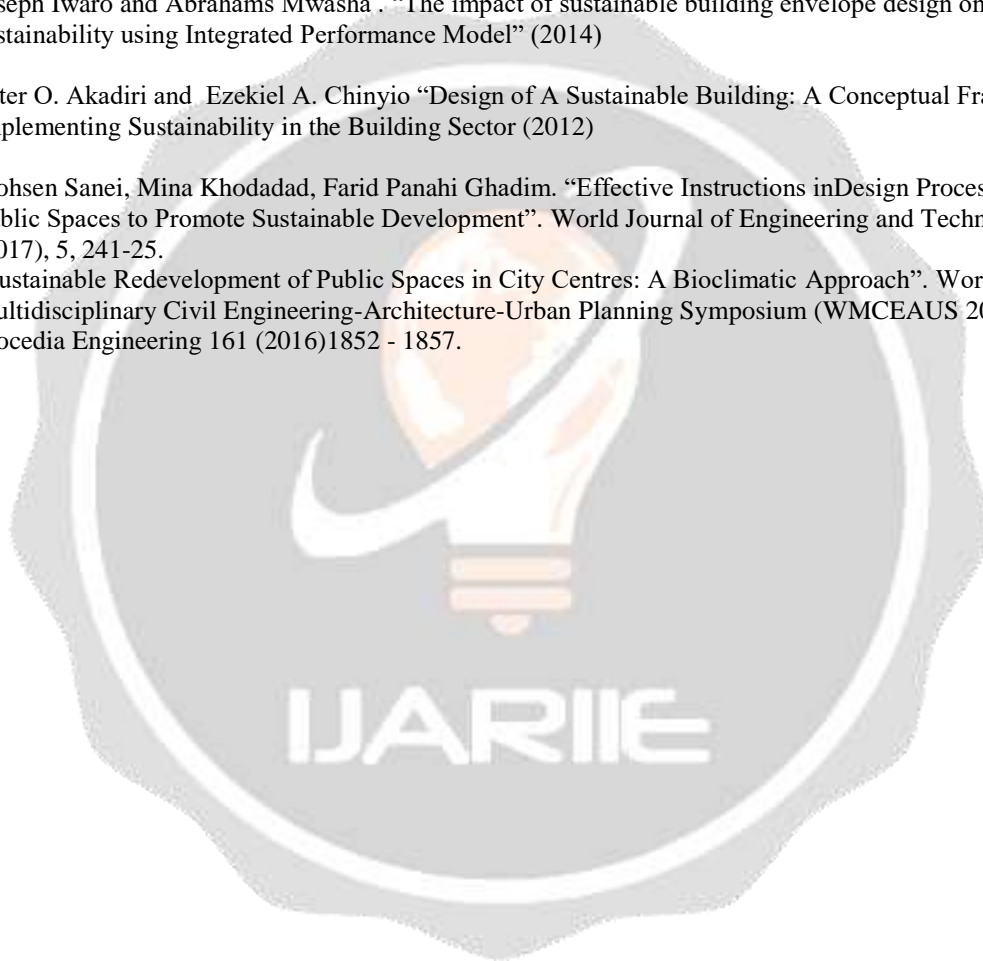 seph Iwaro and Abrahams Mwasha . “The impact of sustainable building envelope design on
stainability using Integrated Performance Model” (2014)
ter O. Akadiri and Ezekiel A. Chinyio “Design of A Sustainable Building: A Conceptual Fra
plementing Sustainability in the Building Sector (2012)
ohsen Sanei, Mina Khodadad, Farid Panahi Ghadim. “Effective Instructions inDesign Proces
blic Spaces to Promote Sustainable Development”. World Journal of Engineering and Techn
017), 5, 241-25.
ustainable Redevelopment of Public Spaces in City Centres: A Bioclimatic Approach”. Wor
ultidisciplinary Civil Engineering-Architecture-Urban Planning Symposium (WMCEAUS 20
ocedia Engineering 161 (2016)1852 - 1857.
IJARIIE